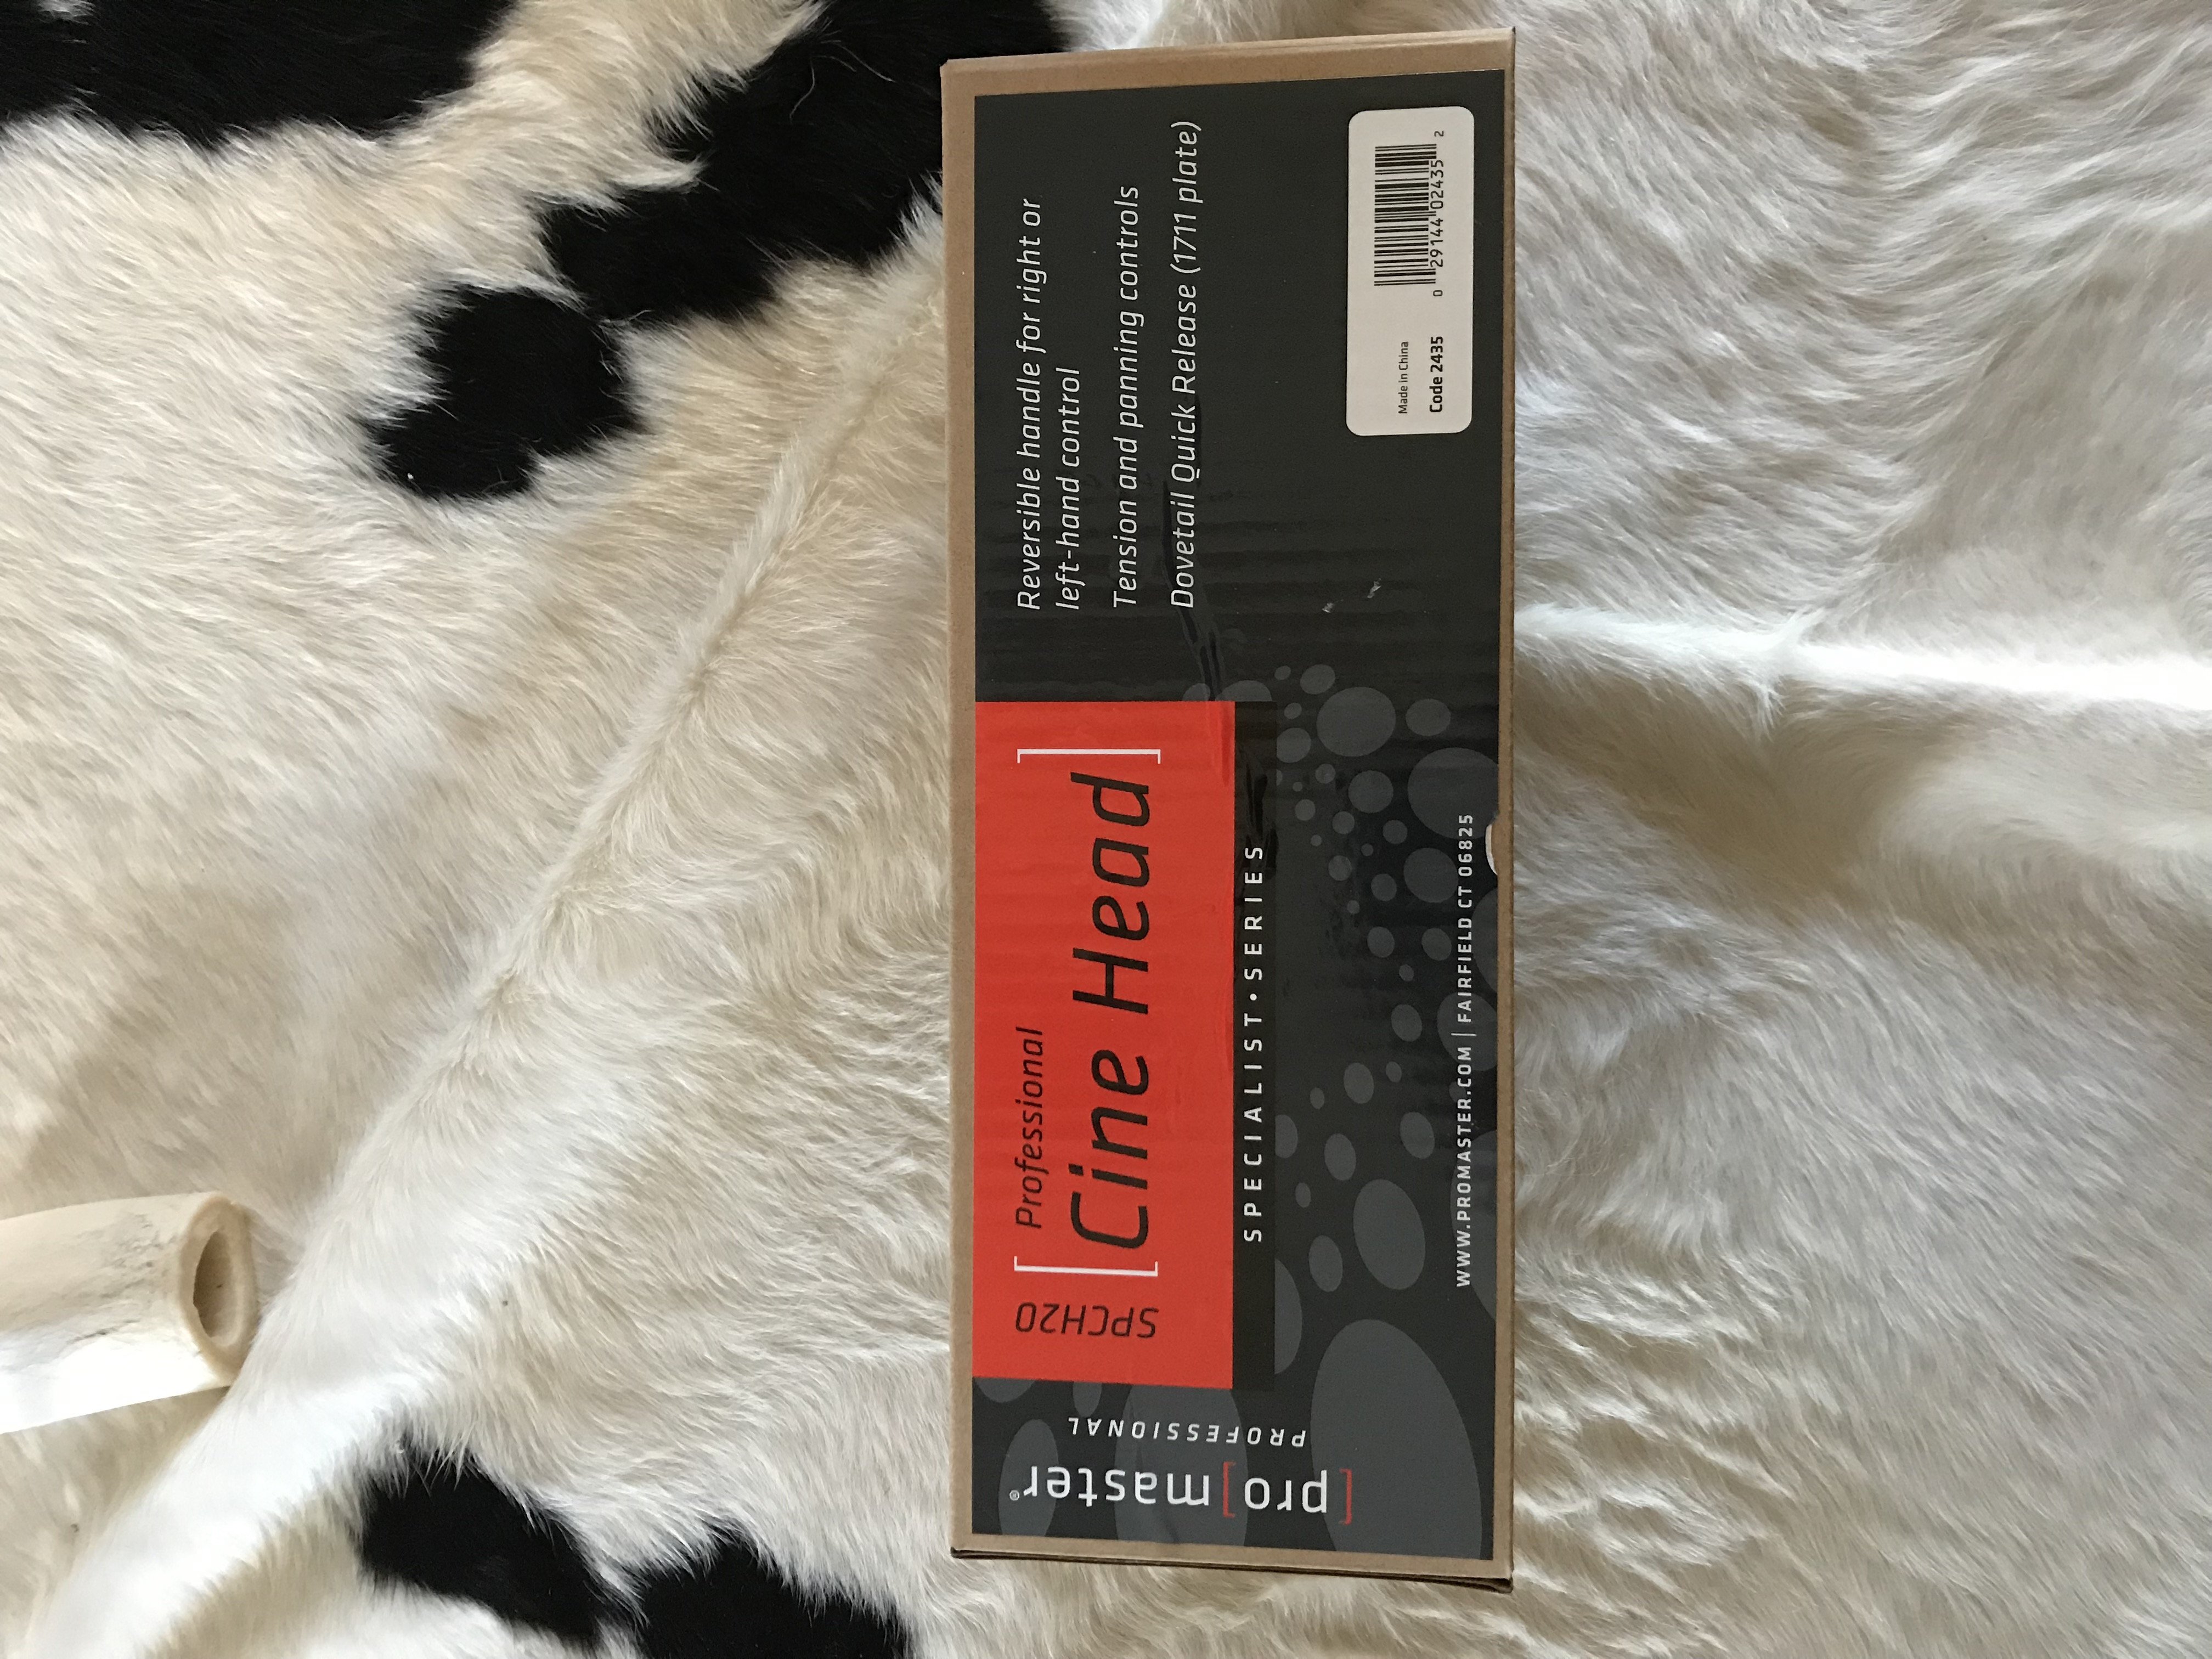 [pro]master®
PROFESSIONAL
SPCH20
[Professional
Cine Head]
SPECIALIST•SERIES
WWW.PROMASTER.COM | FAIRFIELD CT 06825
Reversible handle for right or
left-hand control
Tension and panning controls
Dovetail Quick Release (1711 plate)
Made in China
Code 2435
0 29144 02435 2